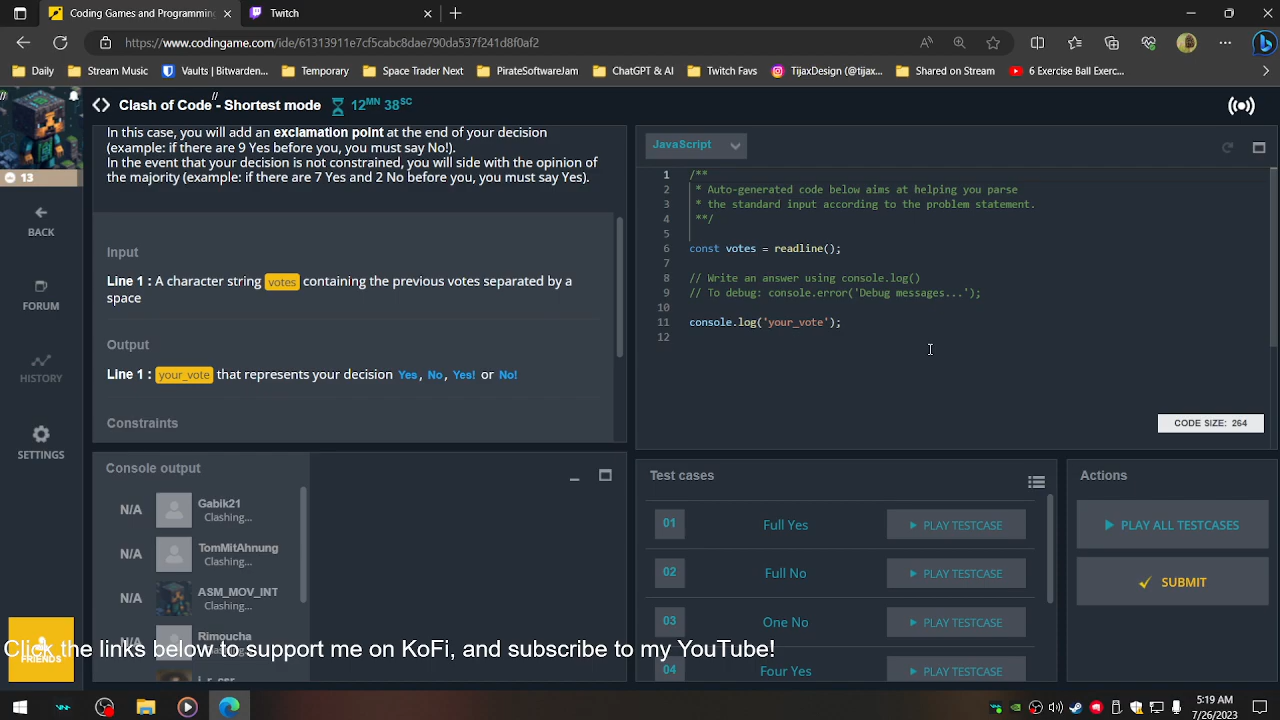 Coding Games and Programming
Twitch
https://www.codingame.com/ide/61313911e7cf5cabc8dae790da537f241d8f0af2
Daily
Stream Music
Vaults | Bitwarden...
Temporary
Space Trader Next
PirateSoftwareJam
ChatGPT & AI
Twitch Favs
TijaxDesign (@tijax...
Shared on Stream
6 Exercise Ball Exerc...
Clash of Code - Shortest mode
12MN 38SC
13
BACK
FORUM
HISTORY
SETTINGS
FRIENDS
In this case, you will add an exclamation point at the end of your decision
(example: if there are 9 Yes before you, you must say No!).
In the event that your decision is not constrained, you will side with the opinion of
the majority (example: if there are 7 Yes and 2 No before you, you must say Yes).
Input
Line 1 : A character string votes containing the previous votes separated by a
space
Output
Line 1 : your_vote that represents your decision Yes, No, Yes! or No!
Constraints
JavaScript
1 /**
2 * Auto-generated code below aims at helping you parse
3 * the standard input according to the problem statement.
4 **/
5
6 const votes = readline();
7
8 // Write an answer using console.log()
9 // To debug: console.error('Debug messages...');
10
11 console.log('your_vote');
12
CODE SIZE: 264
Console output
N/A Gabik21
Clashing...
N/A TomMitAhnung
Clashing...
N/A ASM_MOV_INT
Clashing...
N/A Rimoucha
Clashing...
Test cases
01 Full Yes PLAY TESTCASE
02 Full No PLAY TESTCASE
03 One No PLAY TESTCASE
04 Four Yes PLAY TESTCASE
Actions
PLAY ALL TESTCASES
SUBMIT
Click the links below to support me on KoFi, and subscribe to my YouTube!
5:19 AM
7/26/2023